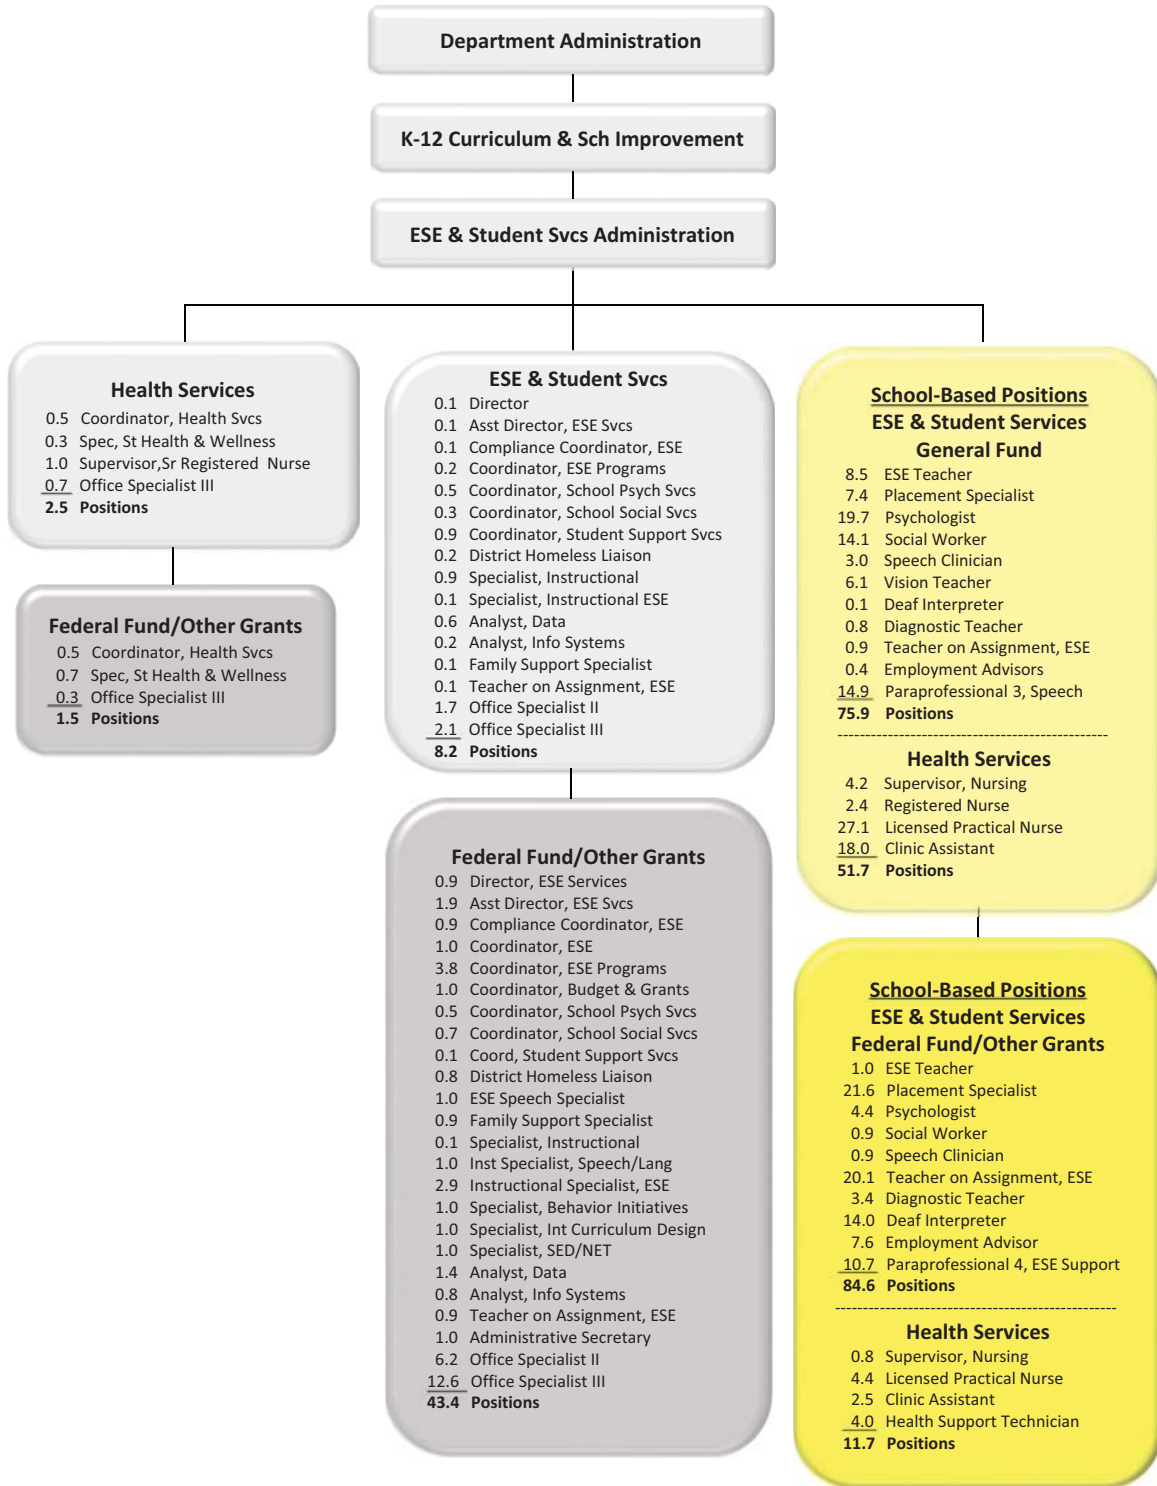 Department Administration
K-12 Curriculum & Sch Improvement
ESE & Student Svcs Administration
Health Services
0.5 Coordinator, Health Svcs
0.3 Spec, St Health & Wellness
1.0 Supervisor,Sr Registered Nurse
0.7 Office Specialist III
2.5 Positions
Federal Fund/Other Grants
0.5 Coordinator, Health Svcs
0.7 Spec, St Health & Wellness
0.3 Office Specialist III
1.5 Positions
ESE & Student Svcs
0.1 Director
0.1 Asst Director, ESE Svcs
0.1 Compliance Coordinator, ESE
0.2 Coordinator, ESE Programs
0.5 Coordinator, School Psych Svcs
0.3 Coordinator, School Social Svcs
0.9 Coordinator, Student Support Svcs
0.2 District Homeless Liaison
0.9 Specialist, Instructional
0.1 Specialist, Instructional ESE
0.6 Analyst, Data
0.2 Analyst, Info Systems
0.1 Family Support Specialist
0.1 Teacher on Assignment, ESE
1.7 Office Specialist II
2.1 Office Specialist III
8.2 Positions
Federal Fund/Other Grants
0.9 Director, ESE Services
1.9 Asst Director, ESE Svcs
0.9 Compliance Coordinator, ESE
1.0 Coordinator, ESE
3.8 Coordinator, ESE Programs
1.0 Coordinator, Budget & Grants
0.5 Coordinator, School Psych Svcs
0.7 Coordinator, School Social Svcs
0.1 Coord, Student Support Svcs
0.8 District Homeless Liaison
1.0 ESE Speech Specialist
0.9 Family Support Specialist
0.1 Specialist, Instructional
1.0 Inst Specialist, Speech/Lang
2.9 Instructional Specialist, ESE
1.0 Specialist, Behavior Initiatives
1.0 Specialist, Int Curriculum Design
1.0 Specialist, SED/NET
1.4 Analyst, Data
0.8 Analyst, Info Systems
0.9 Teacher on Assignment, ESE
1.0 Administrative Secretary
6.2 Office Specialist II
12.6 Office Specialist III
43.4 Positions
School-Based Positions
ESE & Student Services
General Fund
8.5 ESE Teacher
7.4 Placement Specialist
19.7 Psychologist
14.1 Social Worker
3.0 Speech Clinician
6.1 Vision Teacher
0.1 Deaf Interpreter
0.8 Diagnostic Teacher
0.9 Teacher on Assignment, ESE
0.4 Employment Advisors
14.9 Paraprofessional 3, Speech
75.9 Positions
Health Services
4.2 Supervisor, Nursing
2.4 Registered Nurse
27.1 Licensed Practical Nurse
18.0 Clinic Assistant
51.7 Positions
School-Based Positions
ESE & Student Services
Federal Fund/Other Grants
1.0 ESE Teacher
21.6 Placement Specialist
4.4 Psychologist
0.9 Social Worker
0.9 Speech Clinician
20.1 Teacher on Assignment, ESE
3.4 Diagnostic Teacher
14.0 Deaf Interpreter
7.6 Employment Advisor
10.7 Paraprofessional 4, ESE Support
84.6 Positions
Health Services
0.8 Supervisor, Nursing
4.4 Licensed Practical Nurse
2.5 Clinic Assistant
4.0 Health Support Technician
11.7 Positions